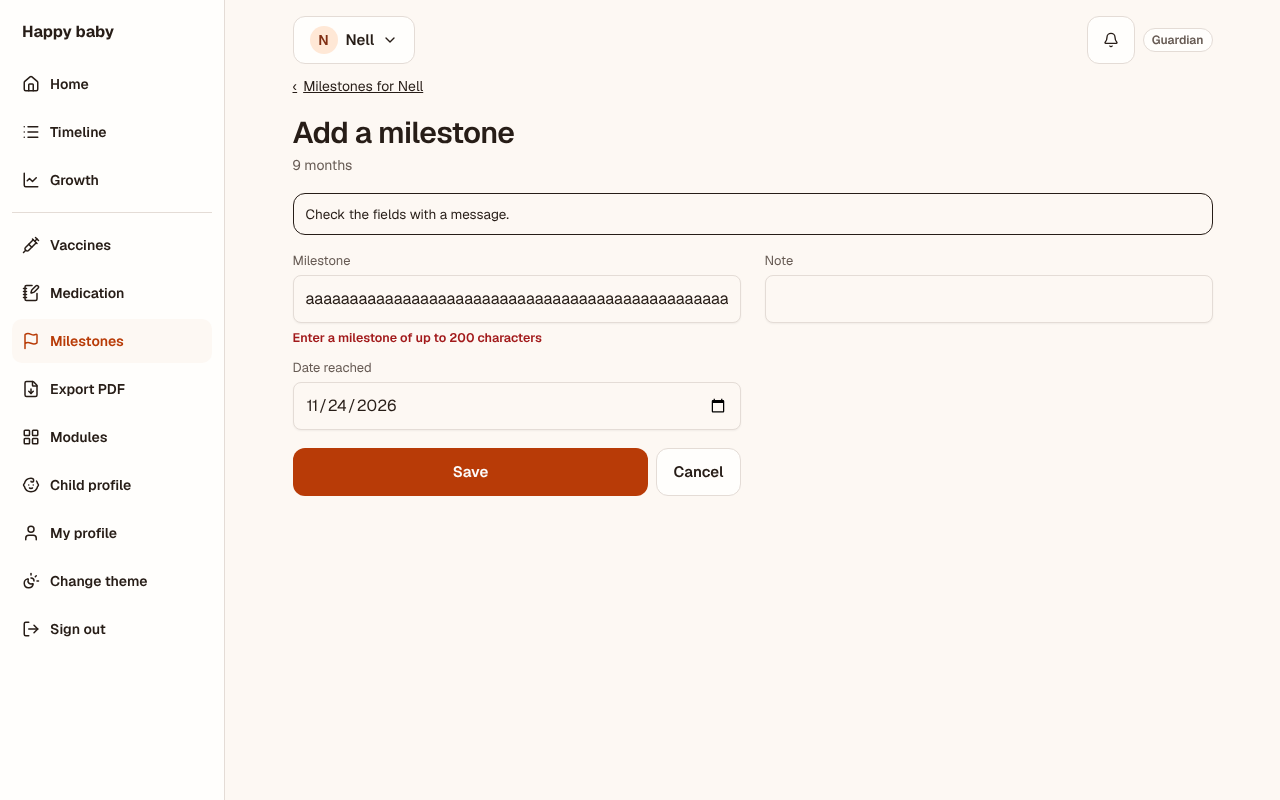 Happy baby
Home
Timeline
Growth
Vaccines
Medication
Milestones
Export PDF
Modules
Child profile
My profile
Change theme
Sign out
N Nell
Guardian
‹ Milestones for Nell
Add a milestone
9 months
Check the fields with a message.
Milestone
aaaaaaaaaaaaaaaaaaaaaaaaaaaaaaaaaaaaaaaaaaaaaaaa
Enter a milestone of up to 200 characters
Note
Date reached
11/24/2026
Save
Cancel